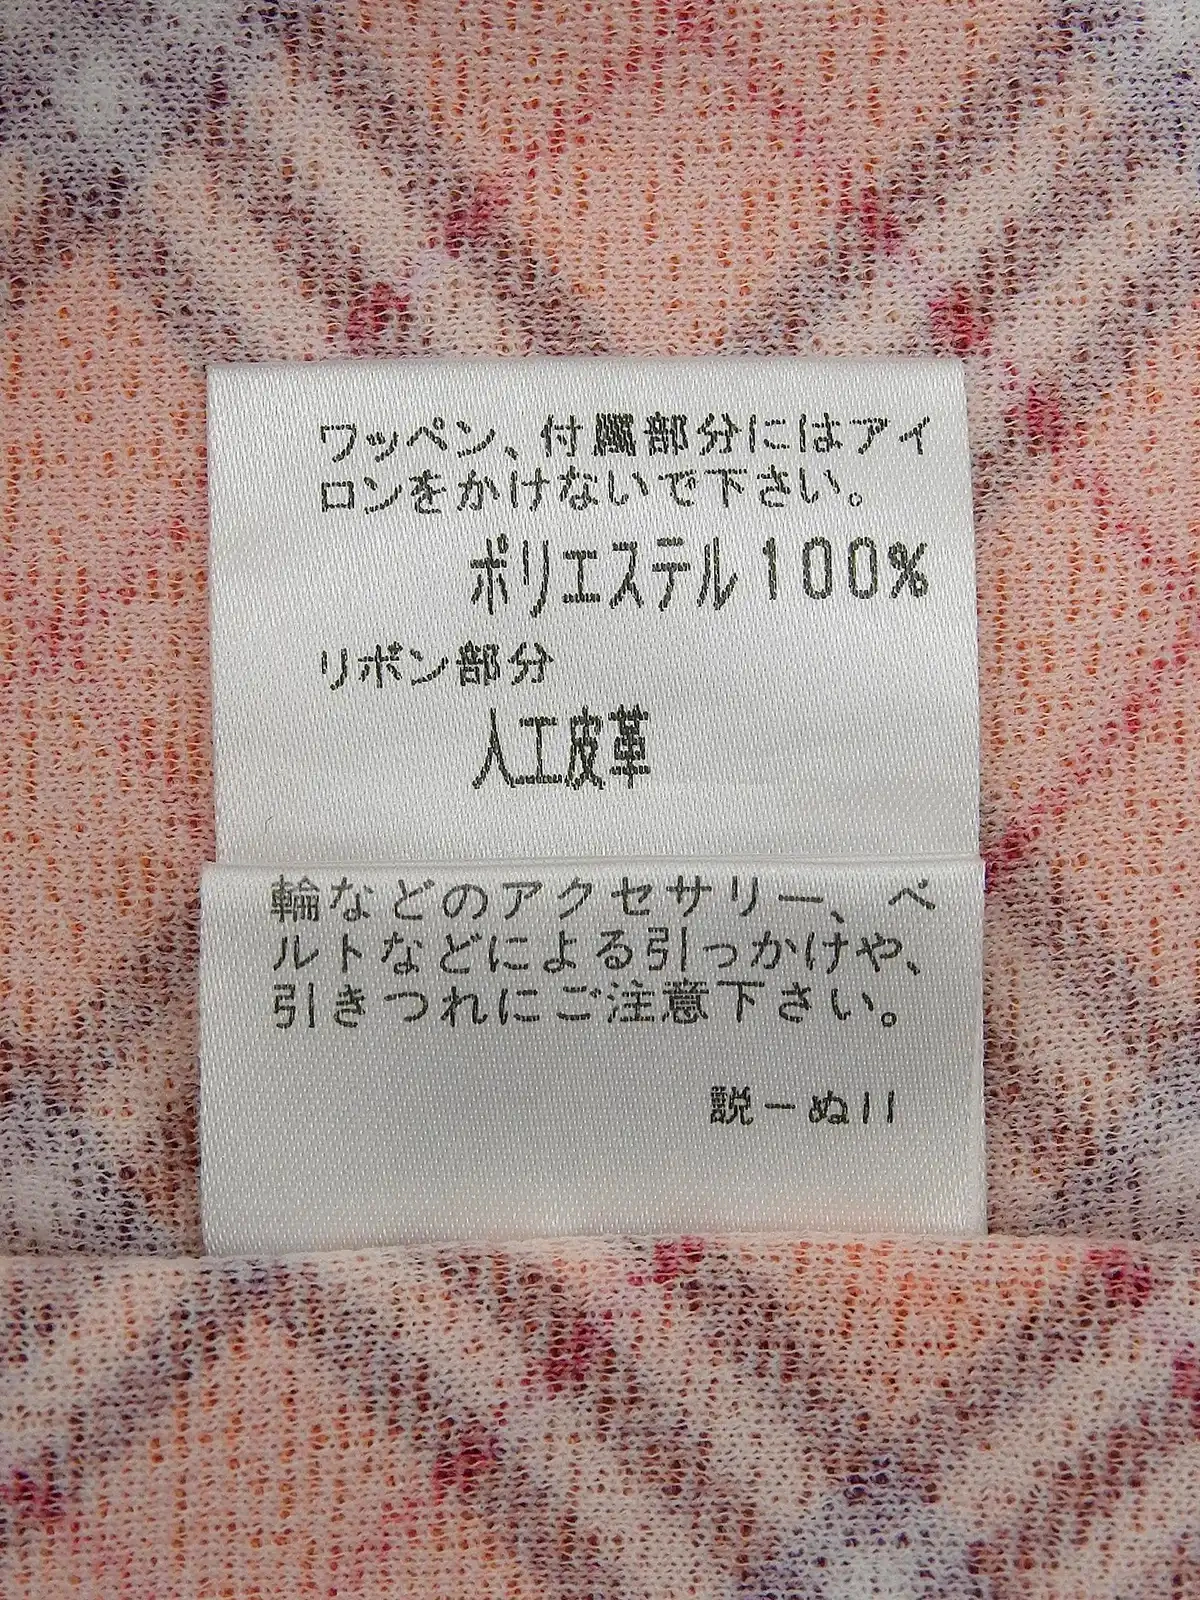 ワッペン、付属部分にはアイ
ロンをかけないで下さい。
ポリエステル100%
リボン部分
人工皮革
輪などのアクセサリー、ベ
ルトなどによる引っかけや、
引きつれにご注意下さい。
説－ぬ11